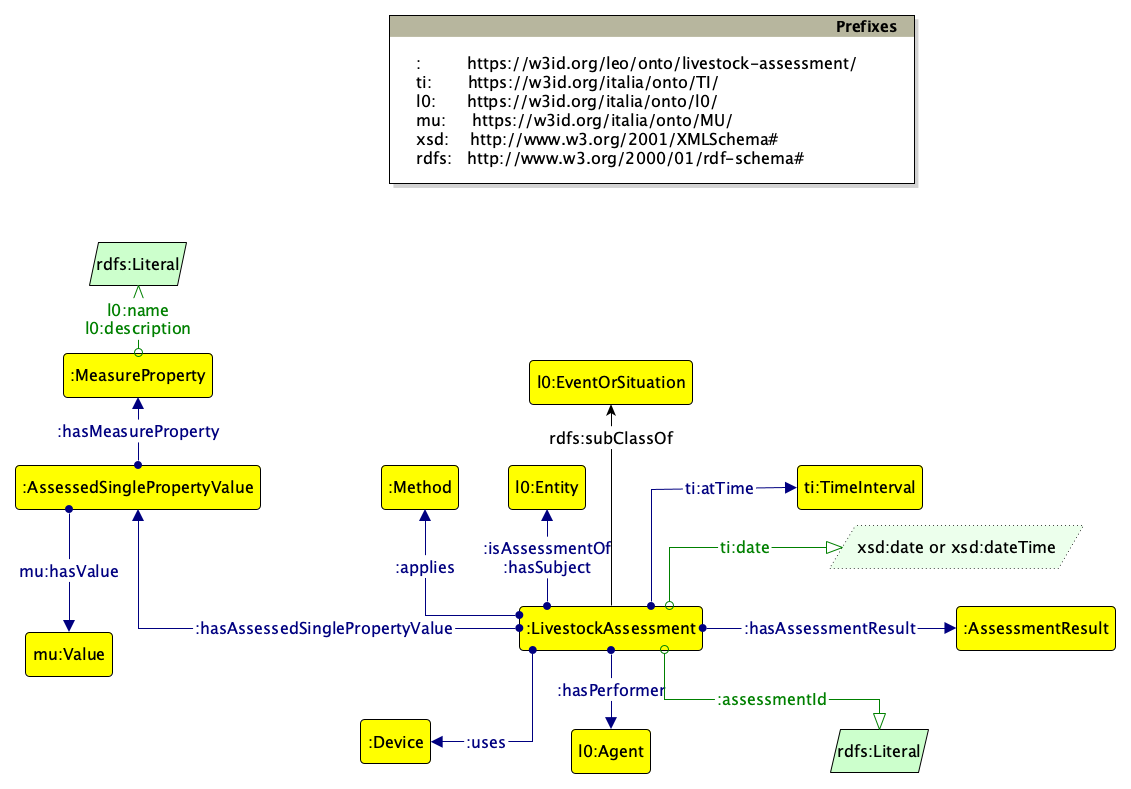 Prefixes
: https://w3id.org/leo/onto/livestock-assessment/
ti: https://w3id.org/italia/onto/TI/
l0: https://w3id.org/italia/onto/l0/
mu: https://w3id.org/italia/onto/MU/
xsd: http://www.w3.org/2001/XMLSchema#
rdfs: http://www.w3.org/2000/01/rdf-schema#
rdfs:Literal
l0:name
l0:description
:MeasureProperty
l0:EventOrSituation
:hasMeasureProperty
rdfs:subClassOf
:AssessedSinglePropertyValue
:Method
l0:Entity
ti:atTime
ti:TimeInterval
:isAssessmentOf
:hasSubject
ti:date
xsd:date or xsd:dateTime
mu:hasValue
:applies
:hasAssessedSinglePropertyValue
:LivestockAssessment
:hasAssessmentResult
:AssessmentResult
mu:Value
:hasPerformer
:assessmentId
:Device
:uses
l0:Agent
rdfs:Literal